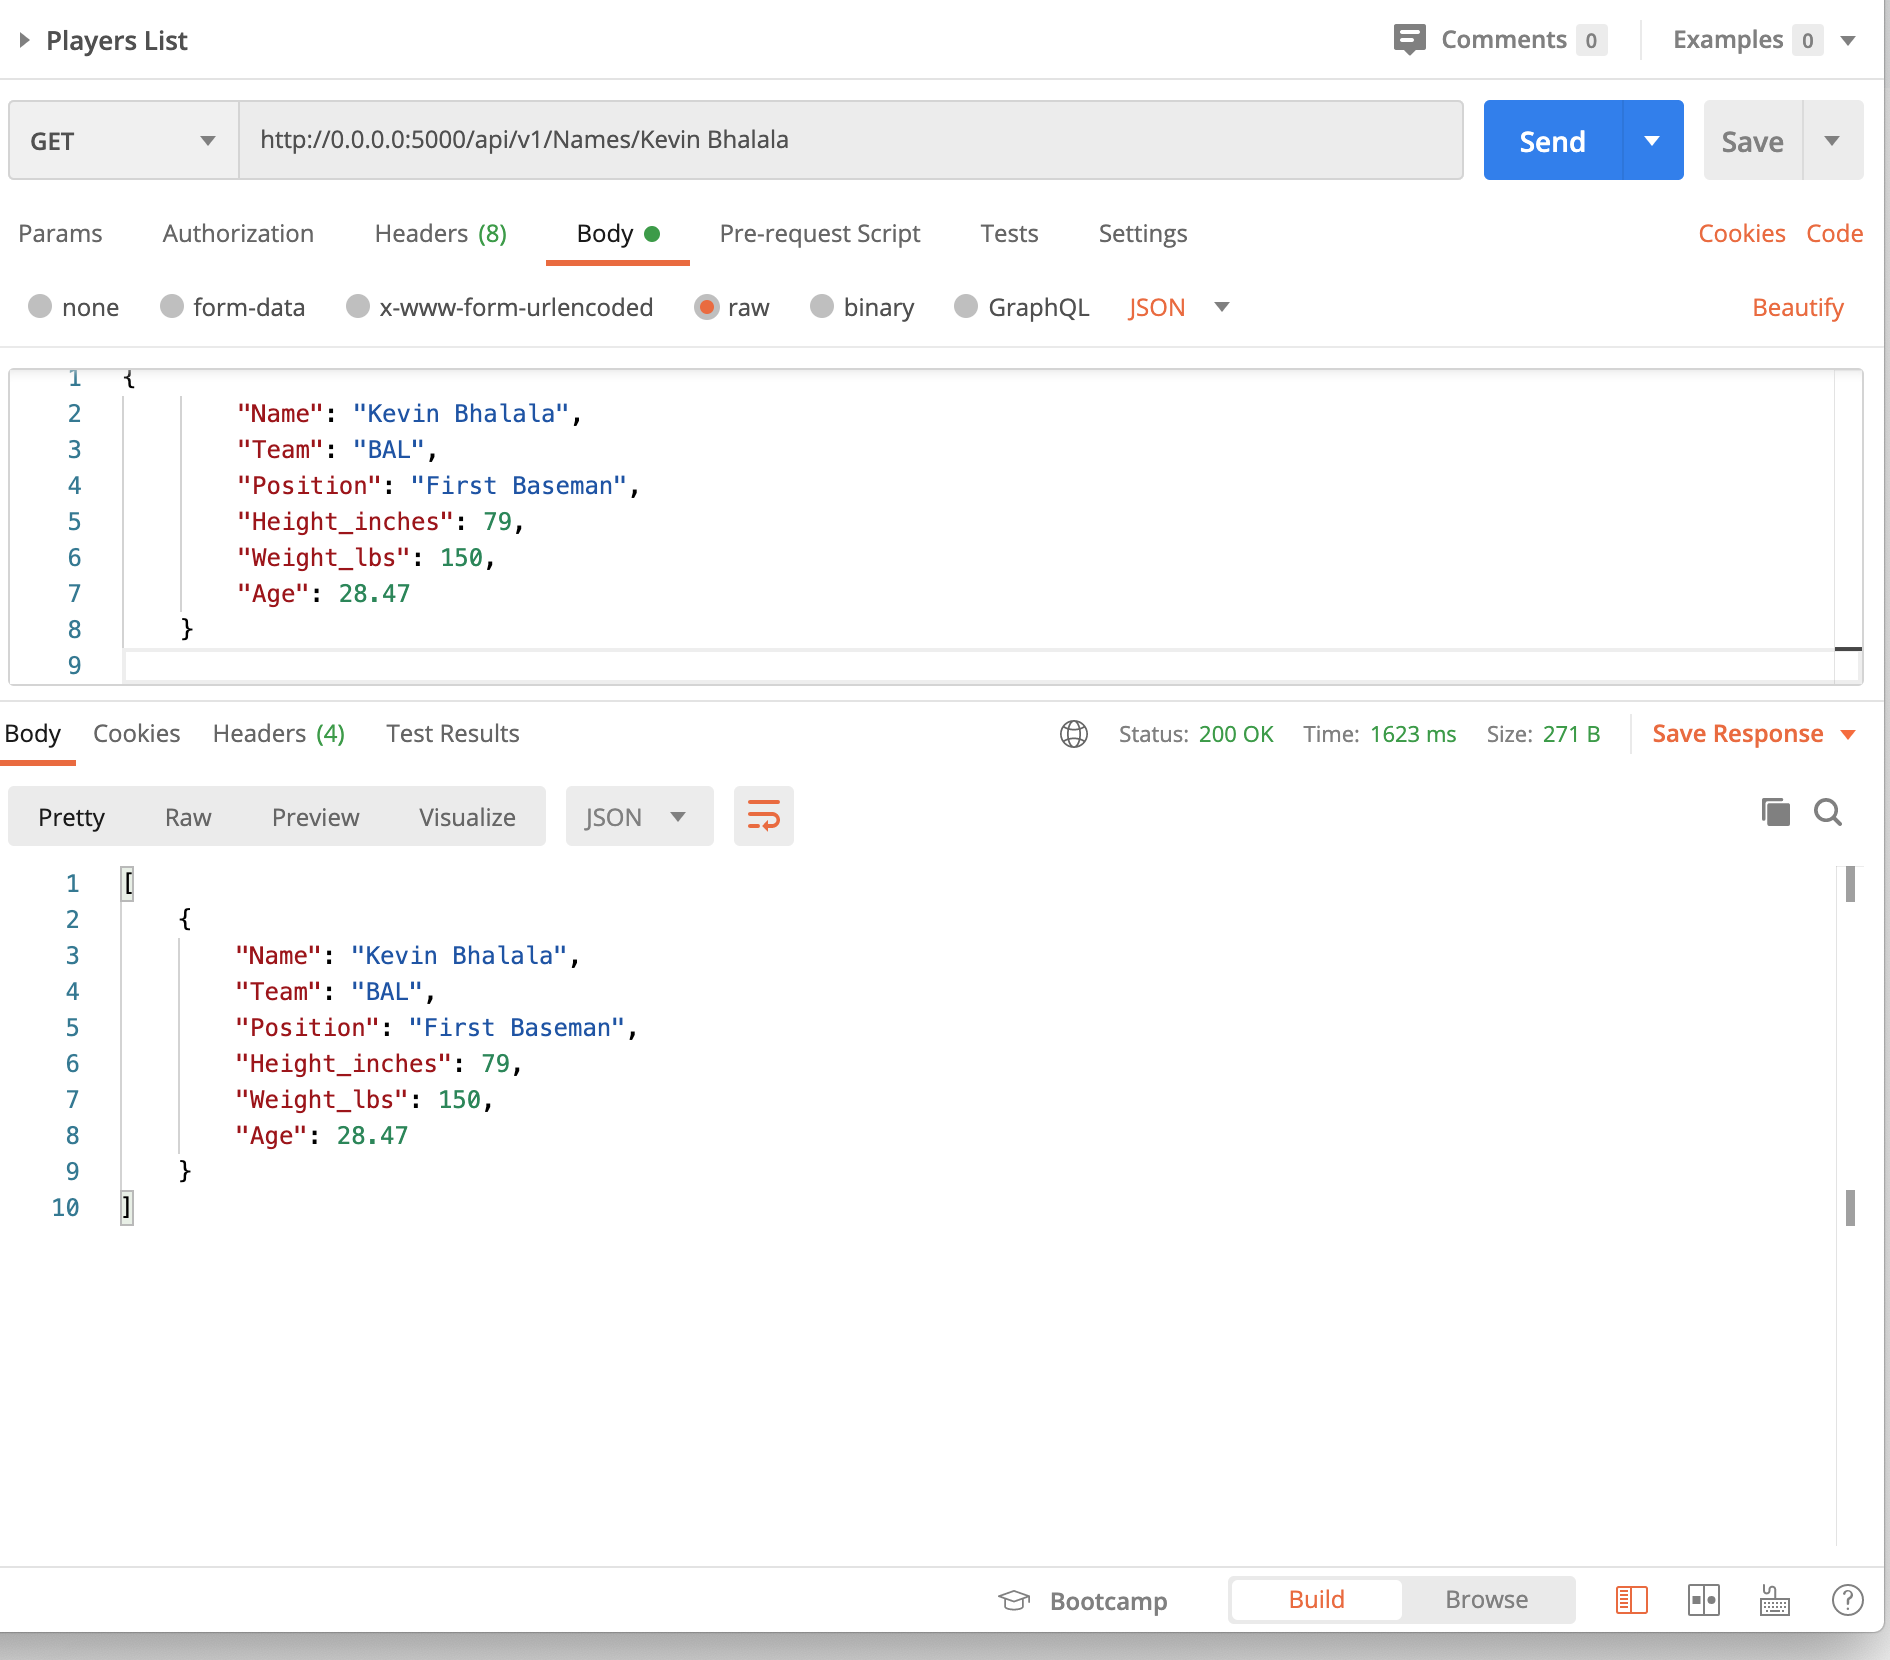 Players List Comments 0 Examples 0
GET http://0.0.0.0:5000/api/v1/Names/Kevin Bhalala Send Save
Params Authorization Headers (8) Body Pre-request Script Tests Settings Cookies Code
none form-data x-www-form-urlencoded raw binary GraphQL JSON Beautify
1 {
2 "Name": "Kevin Bhalala",
3 "Team": "BAL",
4 "Position": "First Baseman",
5 "Height_inches": 79,
6 "Weight_lbs": 150,
7 "Age": 28.47
8 }
9
Body Cookies Headers (4) Test Results Status: 200 OK Time: 1623 ms Size: 271 B Save Response
Pretty Raw Preview Visualize JSON
1 [
2 {
3 "Name": "Kevin Bhalala",
4 "Team": "BAL",
5 "Position": "First Baseman",
6 "Height_inches": 79,
7 "Weight_lbs": 150,
8 "Age": 28.47
9 }
10 ]
Bootcamp Build Browse ?